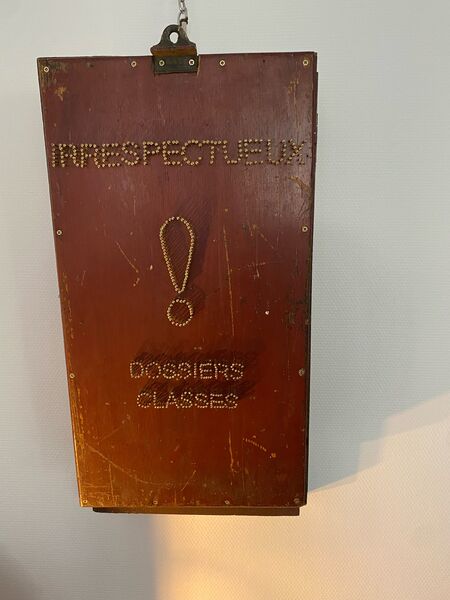 IRRESPECTUEUX
!
DOSSIERS
CLASSES